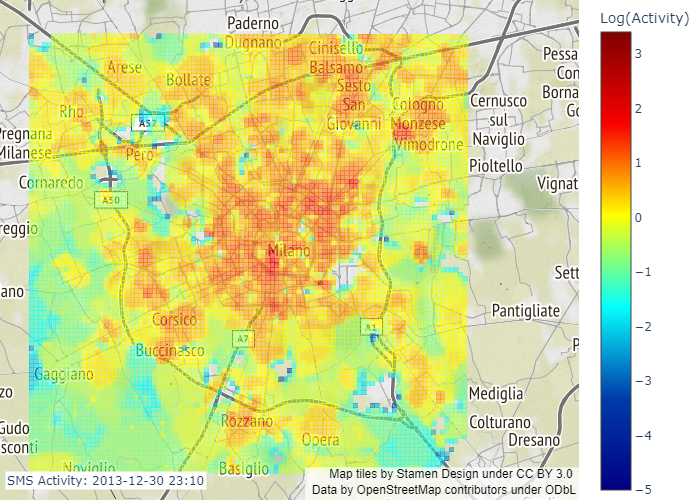 Log(Activity)
Paderno
Dugnano
Cinisello
Balsamo
Arese
Bollate
Sesto
San
Giovanni
Pessa
Con
Borna
Go
Rho
A52
Cologno
Monzese
Cernusco
sul
Naviglio
Pregnana
Milanese
Pero
Vimodrone
Pioltello
Cornaredo
Vignat
A50
reggio
Milano
Sett
ano
Pantigliate
Corsico
A7
A1
Buccinasco
P
Gaggiano
zo
Mediglia
Rozzano
Colturano
Gudo
Opera
Dresano
sconti
Noviglio
Basiglio
SMS Activity: 2013-12-30 23:10
Map tiles by Stamen Design under CC BY 3.0
Data by OpenStreetMap contributors under ODbL
3
2
1
0
−1
−2
−3
−4
−5